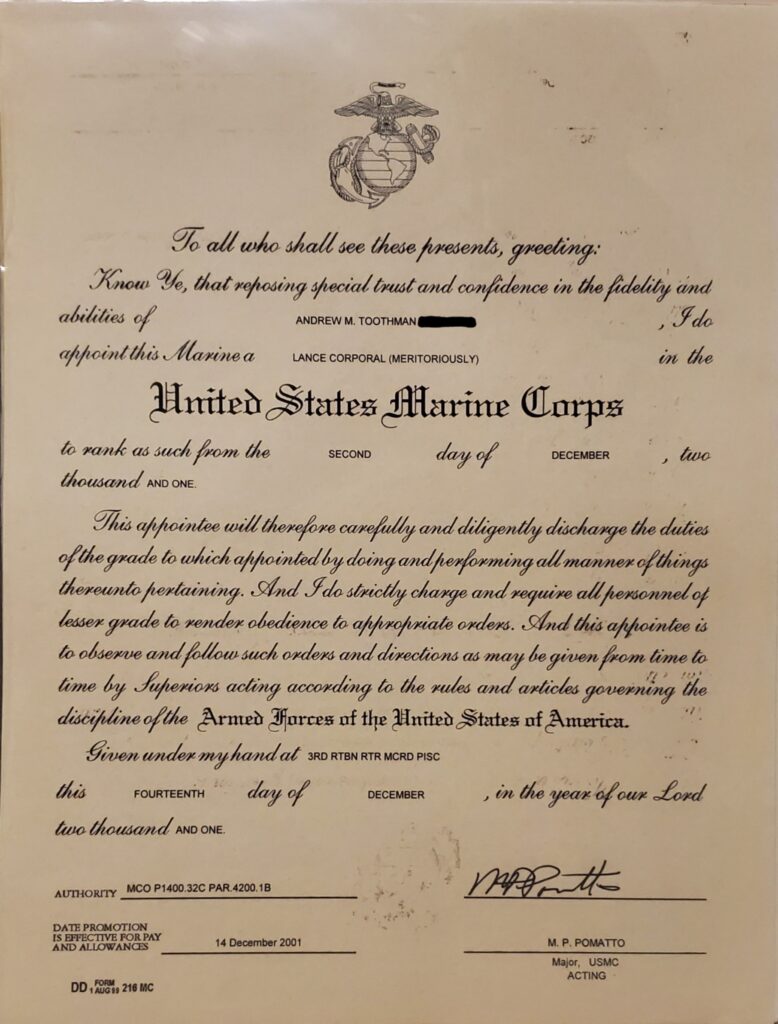 To all who shall see these presents, greeting:
Know Ye, that reposing special trust and confidence in the fidelity and
abilities of ANDREW M. TOOTHMAN , I do
appoint this Marine a LANCE CORPORAL (MERITORIOUSLY) in the
United States Marine Corps
to rank as such from the SECOND day of DECEMBER , two
thousand AND ONE.
This appointee will therefore carefully and diligently discharge the duties
of the grade to which appointed by doing and performing all manner of things
thereunto pertaining. And I do strictly charge and require all personnel of
lesser grade to render obedience to appropriate orders. And this appointee is
to observe and follow such orders and directions as may be given from time to
time by Superiors acting according to the rules and articles governing the
discipline of the Armed Forces of the United States of America.
Given under my hand at 3RD RTBN RTR MCRD PISC
this FOURTEENTH day of DECEMBER , in the year of our Lord
two thousand AND ONE.
AUTHORITY MCO P1400.32C PAR.4200.1B
MP Pomatto
DATE PROMOTION
IS EFFECTIVE FOR PAY
AND ALLOWANCES 14 December 2001
M. P. POMATTO
Major, USMC
ACTING
DD FORM 1 AUG 89 216 MC